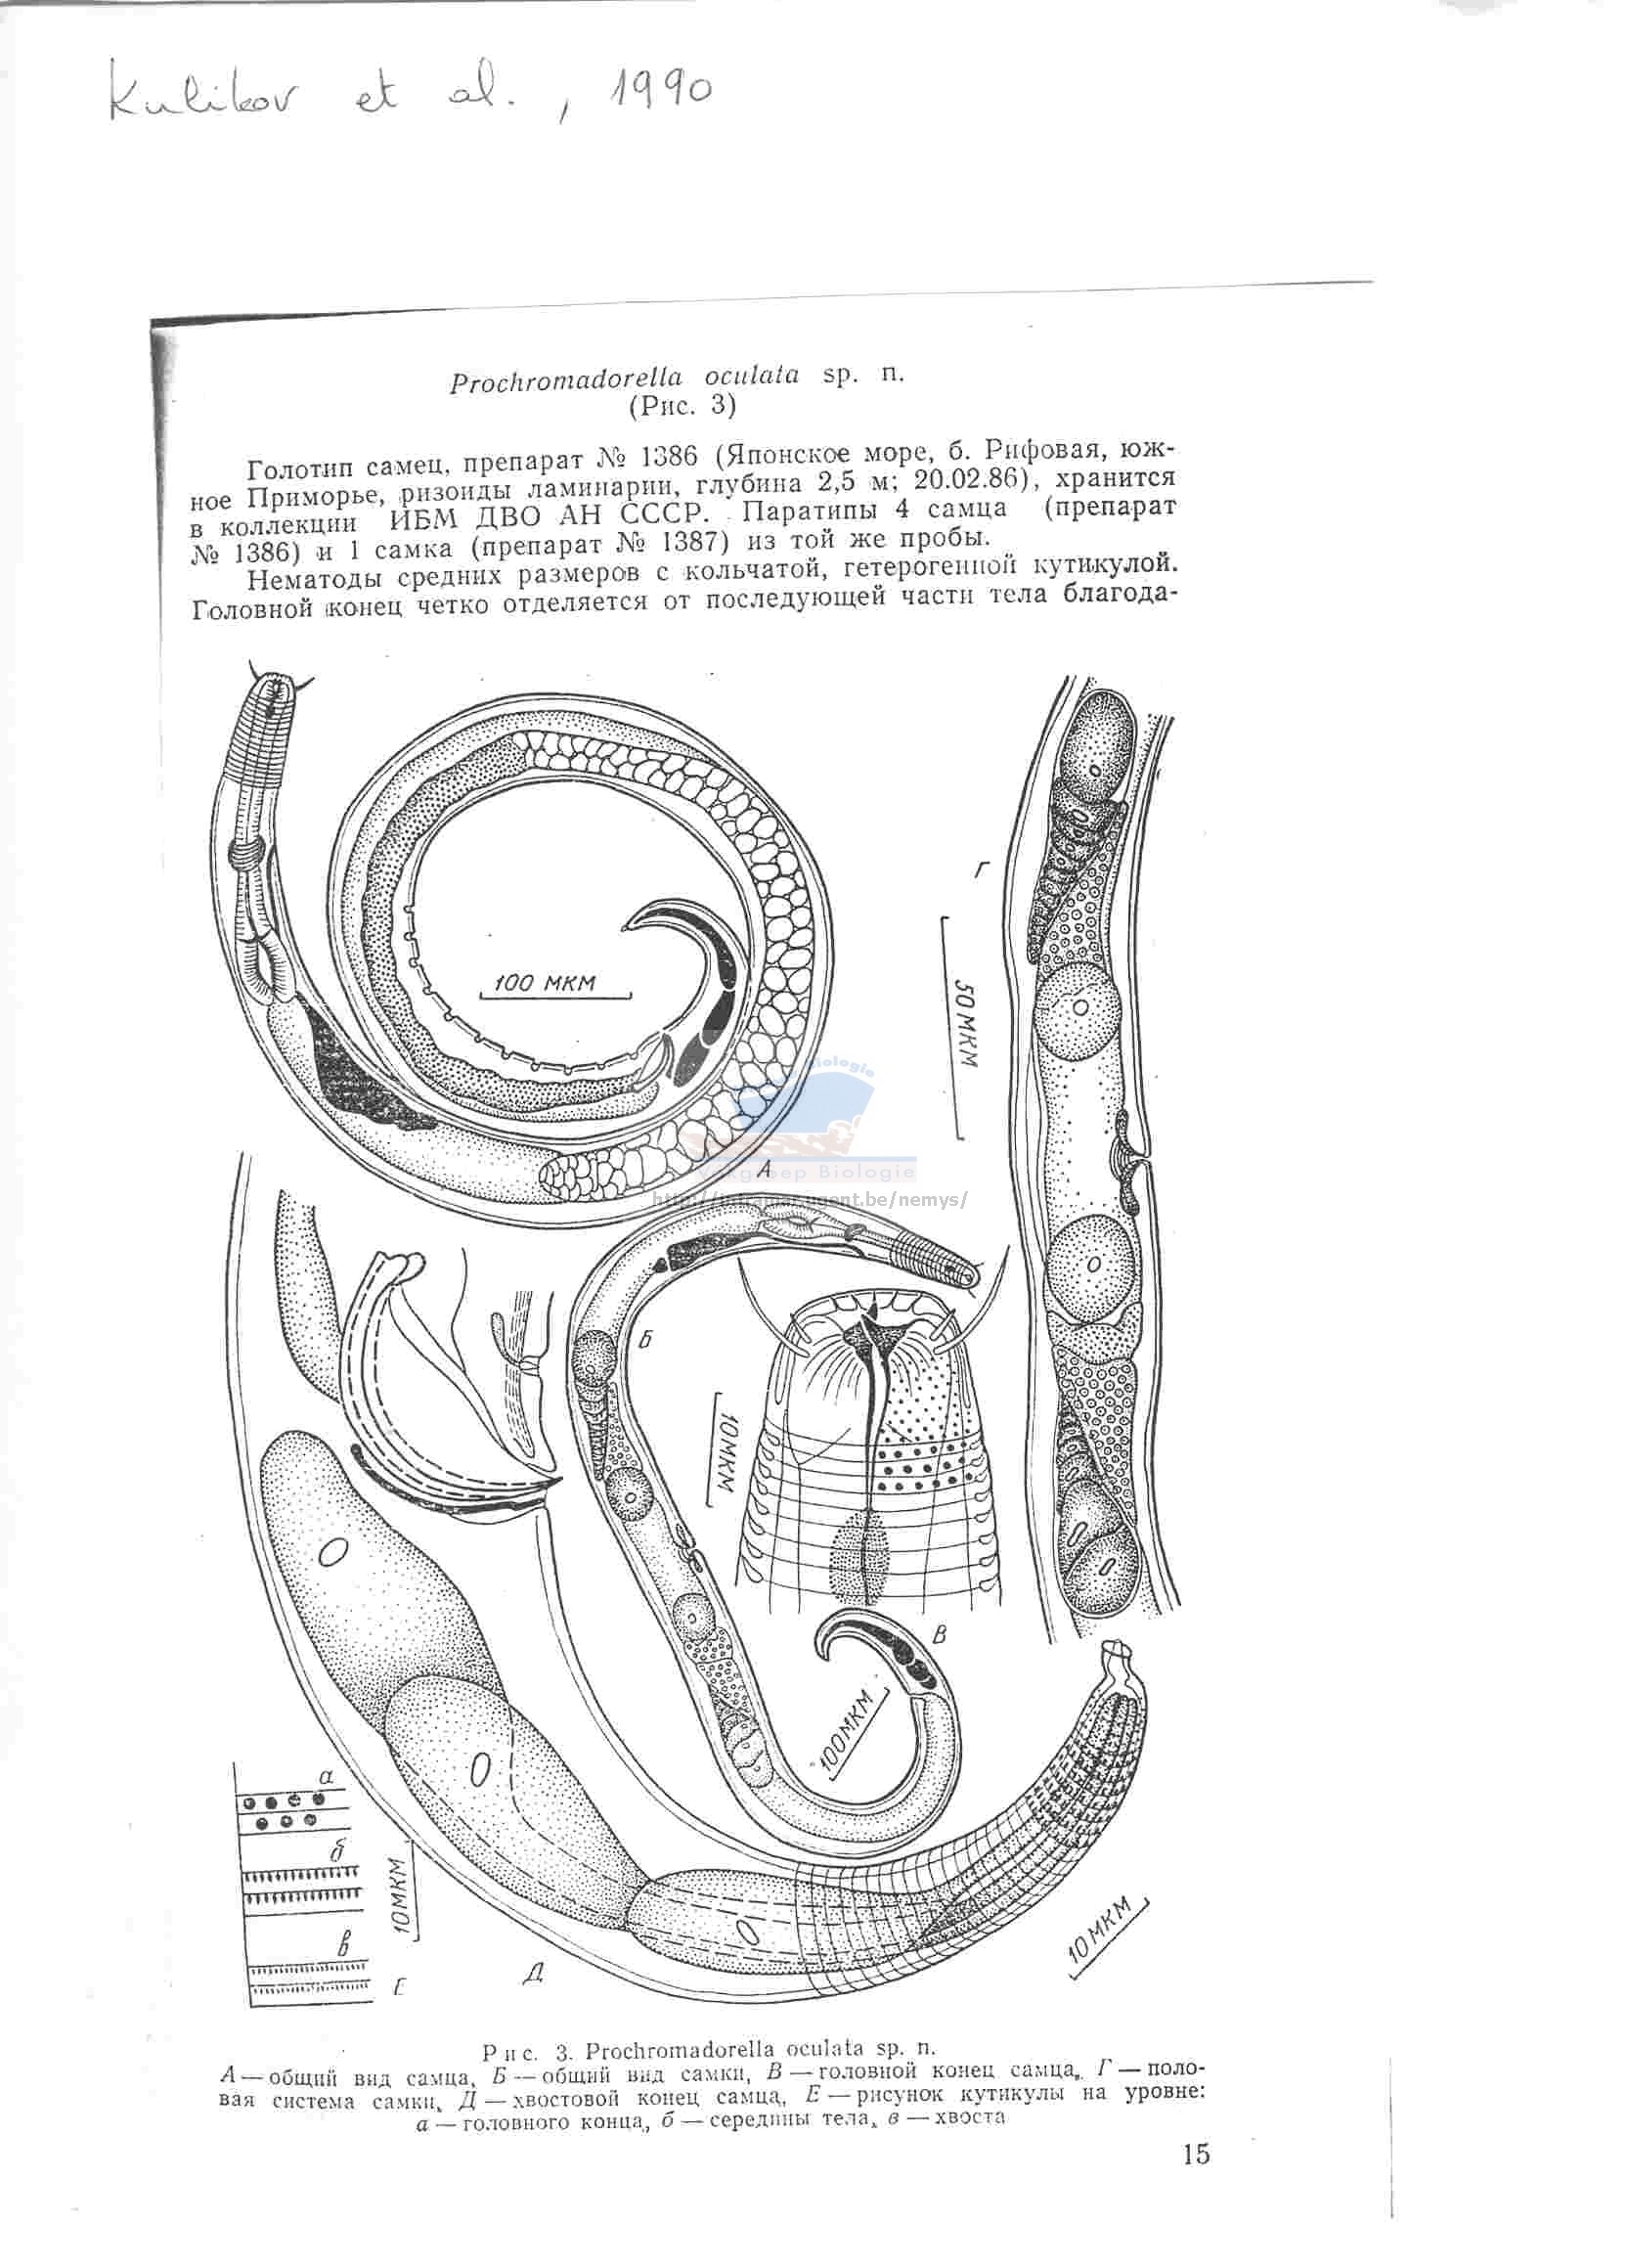 Kulikov et al., 1990
Prochromadorella oculata sp. n.
(Рис. 3)
Голотип самец, препарат № 1386 (Японское море, б. Рифовая, юж-
ное Приморье, ризоиды ламинарии, глубина 2,5 м; 20.02.86), хранится
в коллекции ИБМ ДВО АН СССР. Паратипы 4 самца (препарат
№ 1386) и 1 самка (препарат № 1387) из той же пробы.
Нематоды средних размеров с кольчатой, гетерогенной кутикулой.
Головной конец четко отделяется от последующей части тела благода-
Г
100 МКМ
50 МКМ
Biologie
А
Vakgroep Biologie
http://intramar.ugent.be/nemys/
Б
10 МКМ
В
100 МКМ
а
б
10 МКМ
в
Е
Д
10 МКМ
Рис. 3. Prochromadorella oculata sp. n.
А — общий вид самца, Б — общий вид самки, В — головной конец самца, Г — поло-
вая система самки, Д — хвостовой конец самца, Е — рисунок кутикулы на уровне:
а — головного конца, б — середины тела, в — хвоста
15